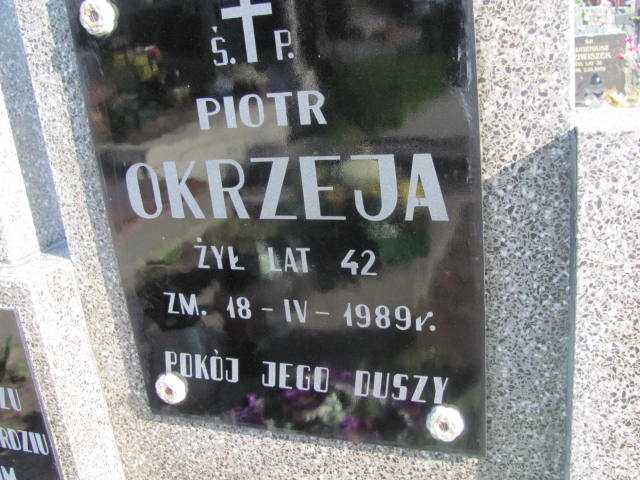 Ś. P.
PIOTR
OKRZEJA
ŻYŁ LAT 42
ZM. 18-IV-1989r.
POKÓJ JEGO DUSZY